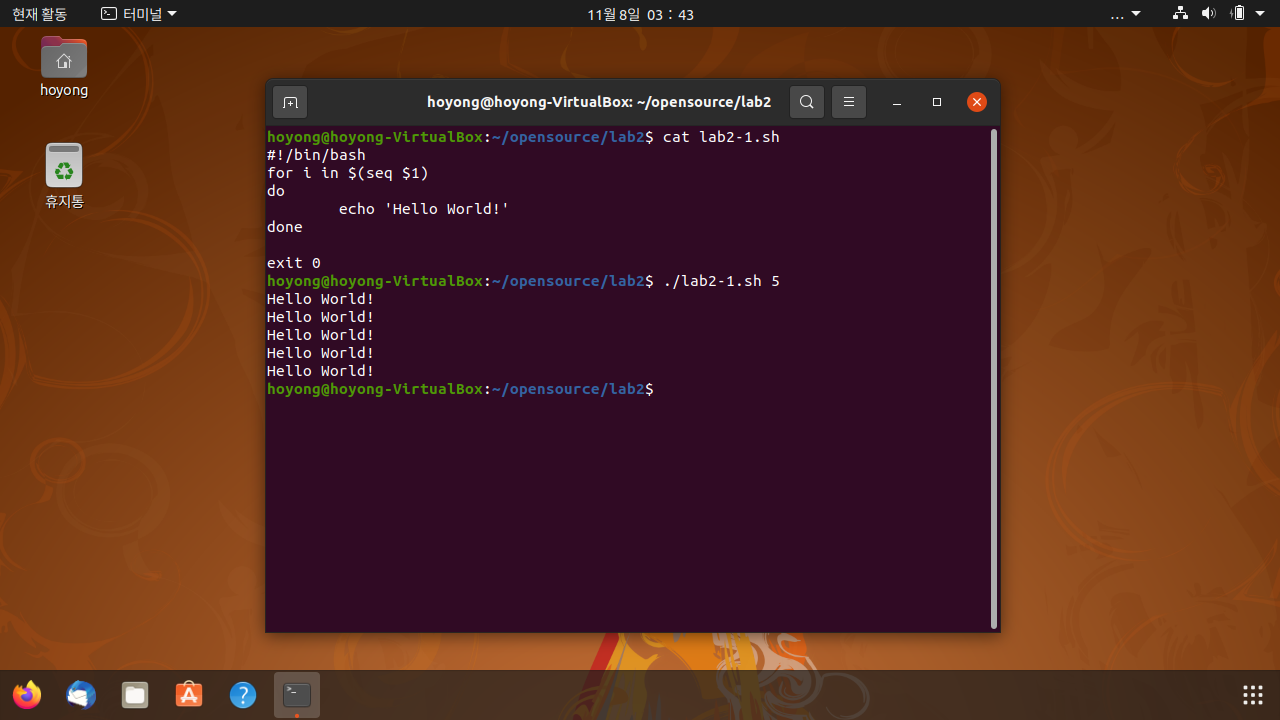 현재 활동 터미널 11월 8일 03 : 43 ...
hoyong
휴지통
hoyong@hoyong-VirtualBox: ~/opensource/lab2
hoyong@hoyong-VirtualBox:~/opensource/lab2$ cat lab2-1.sh
#!/bin/bash
for i in $(seq $1)
do
        echo 'Hello World!'
done
exit 0
hoyong@hoyong-VirtualBox:~/opensource/lab2$ ./lab2-1.sh 5
Hello World!
Hello World!
Hello World!
Hello World!
Hello World!
hoyong@hoyong-VirtualBox:~/opensource/lab2$